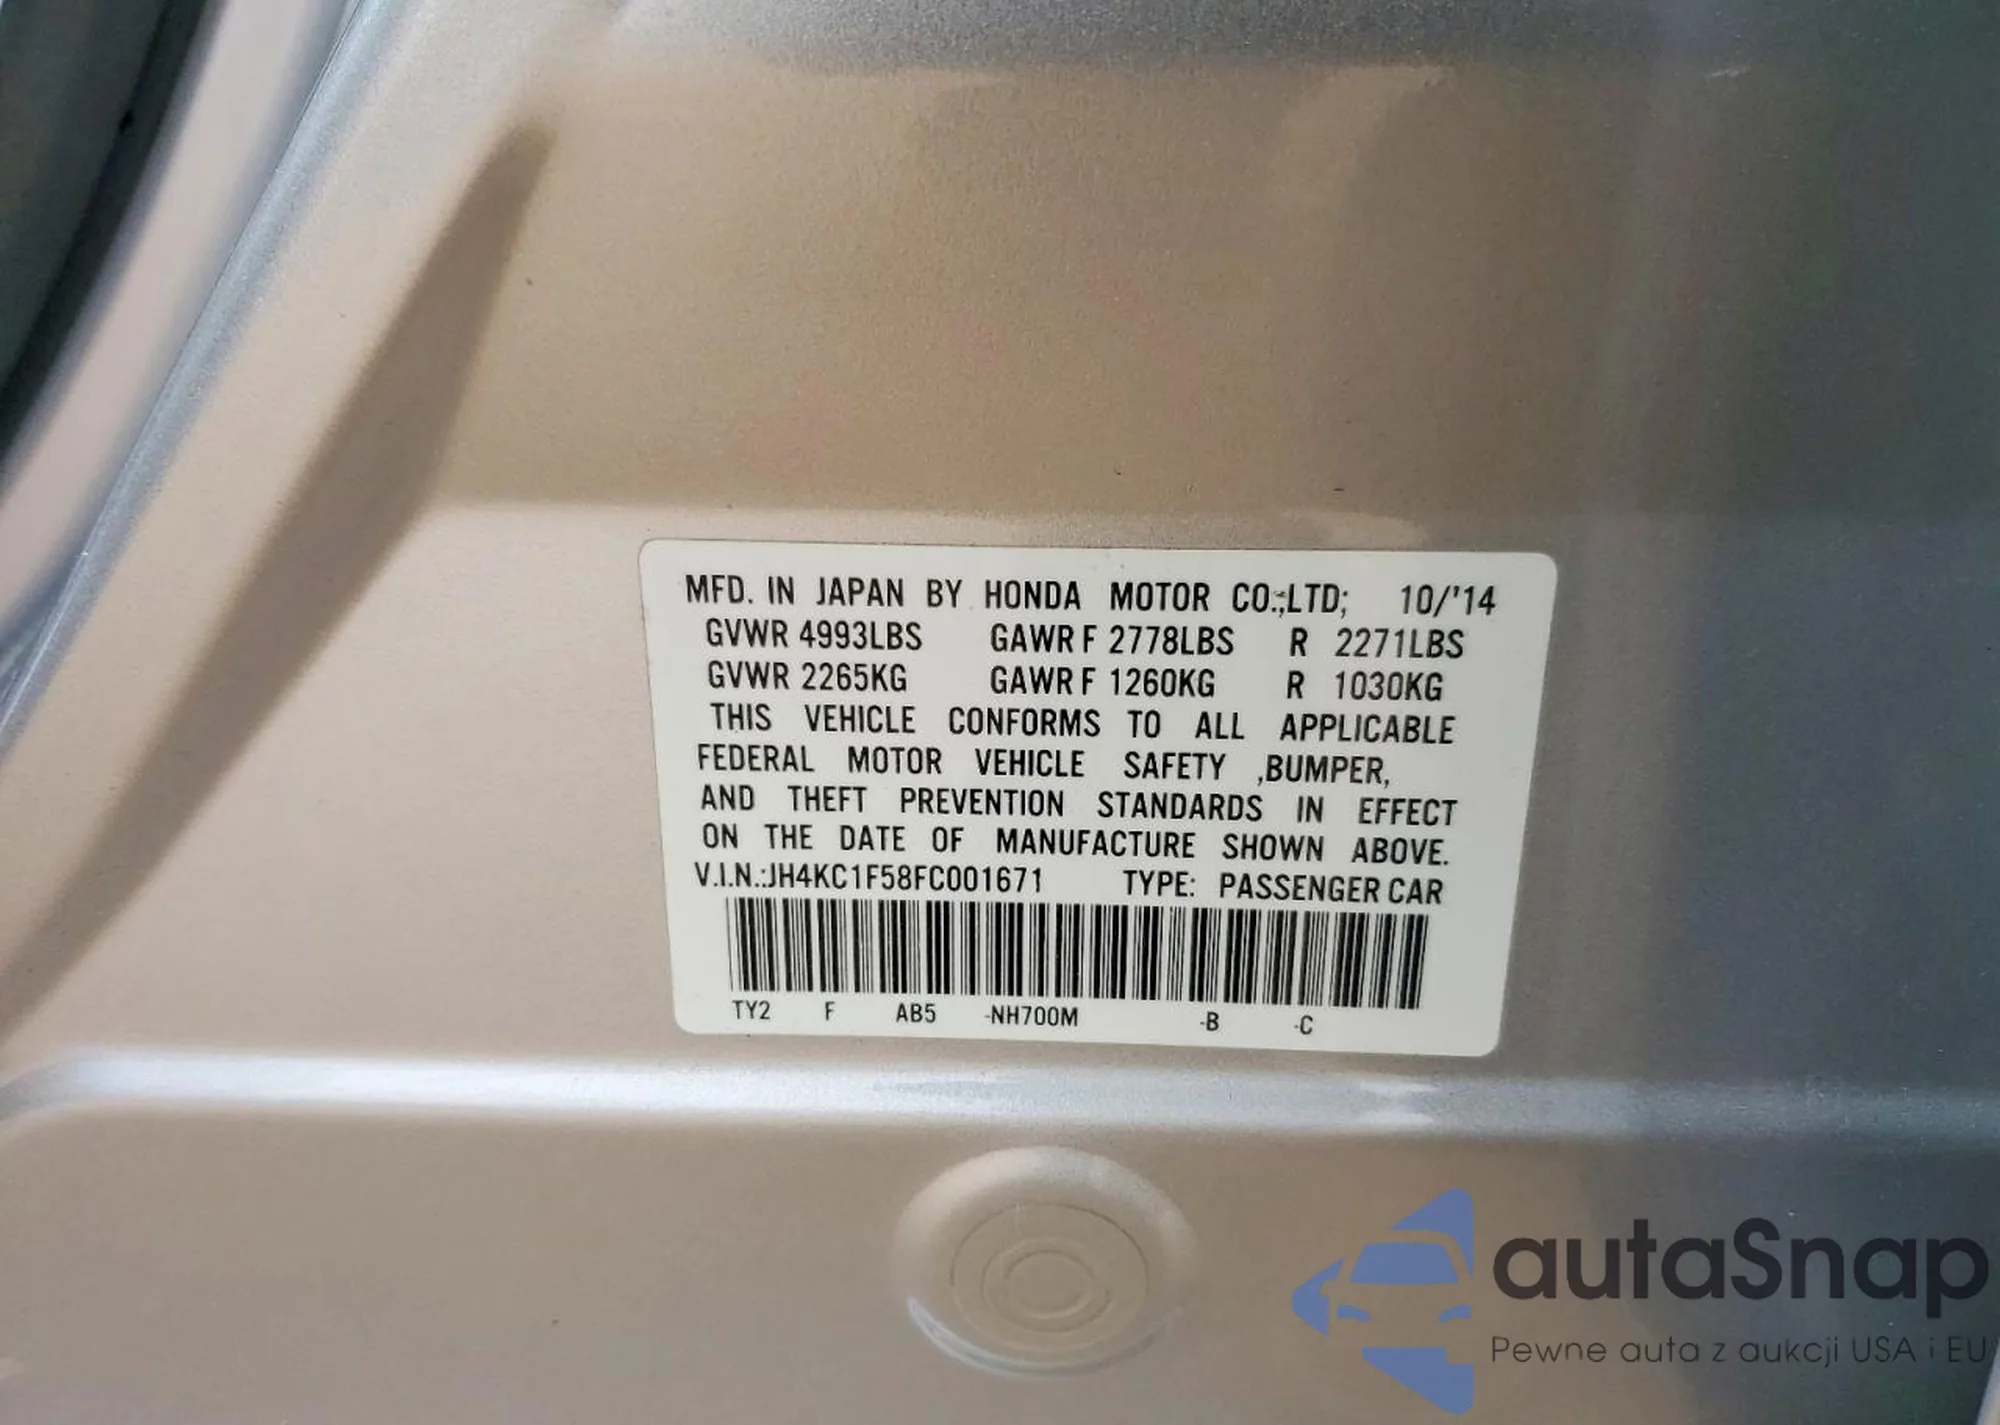 MFD. IN JAPAN BY HONDA MOTOR CO.,LTD; 10/'14
GVWR 4993LBS GAWR F 2778LBS R 2271LBS
GVWR 2265KG GAWR F 1260KG R 1030KG
THIS VEHICLE CONFORMS TO ALL APPLICABLE
FEDERAL MOTOR VEHICLE SAFETY ,BUMPER,
AND THEFT PREVENTION STANDARDS IN EFFECT
ON THE DATE OF MANUFACTURE SHOWN ABOVE.
V.I.N.:JH4KC1F58FC001671 TYPE: PASSENGER CAR
TY2 F AB5 -NH700M -B -C
autaSnap
Pewne auta z aukcji USA i EU